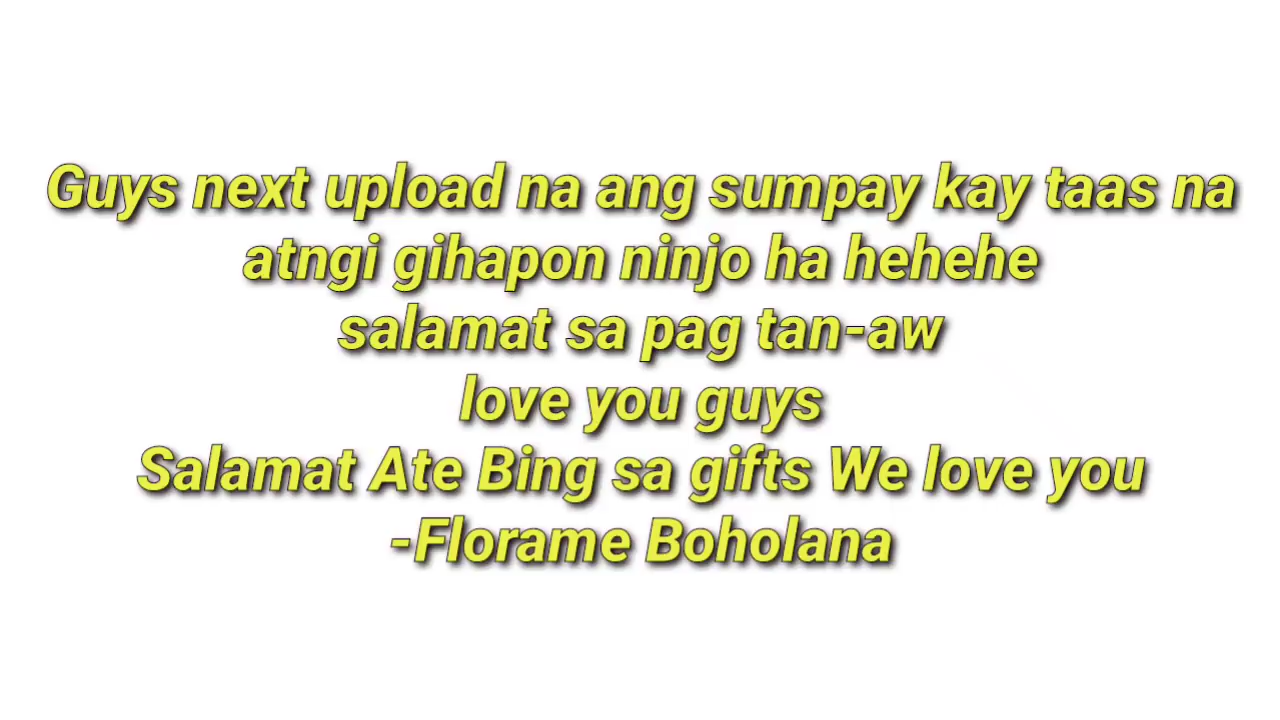 Guys next upload na ang sumpay kay taas na
atngi gihapon ninjo ha hehehe
salamat sa pag tan-aw
love you guys
Salamat Ate Bing sa gifts We love you
-Florame Boholana